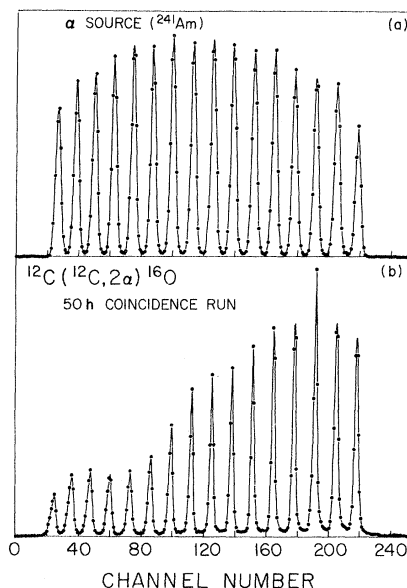 α SOURCE (²⁴¹Am)
(a)
¹²C (¹²C, 2α) ¹⁶O
(b)
50 h COINCIDENCE RUN
0 40 80 120 160 200 240
CHANNEL NUMBER